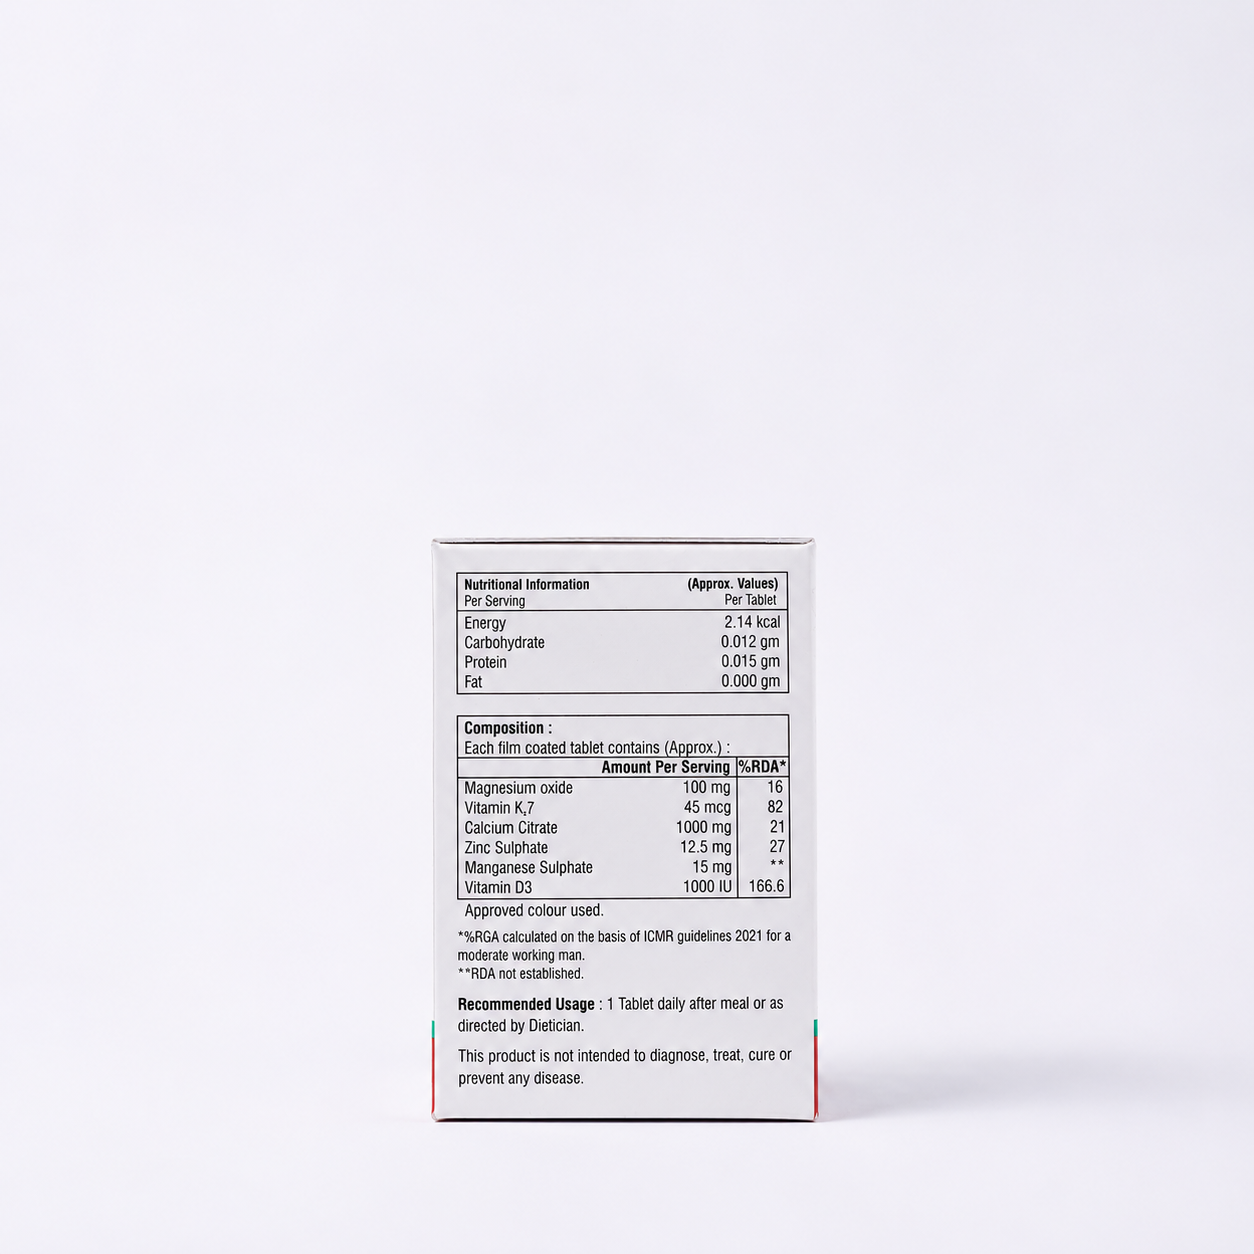 Nutritional Information (Approx. Values)
Per Serving Per Tablet
Energy 2.14 kcal
Carbohydrate 0.012 gm
Protein 0.015 gm
Fat 0.000 gm
Composition :
Each film coated tablet contains (Approx.) :
Amount Per Serving %RDA*
Magnesium oxide 100 mg 16
Vitamin K,7 45 mcg 82
Calcium Citrate 1000 mg 21
Zinc Sulphate 12.5 mg 27
Manganese Sulphate 15 mg **
Vitamin D3 1000 IU 166.6
Approved colour used.
*%RGA calculated on the basis of ICMR guidelines 2021 for a
moderate working man.
**RDA not established.
Recommended Usage : 1 Tablet daily after meal or as
directed by Dietician.
This product is not intended to diagnose, treat, cure or
prevent any disease.